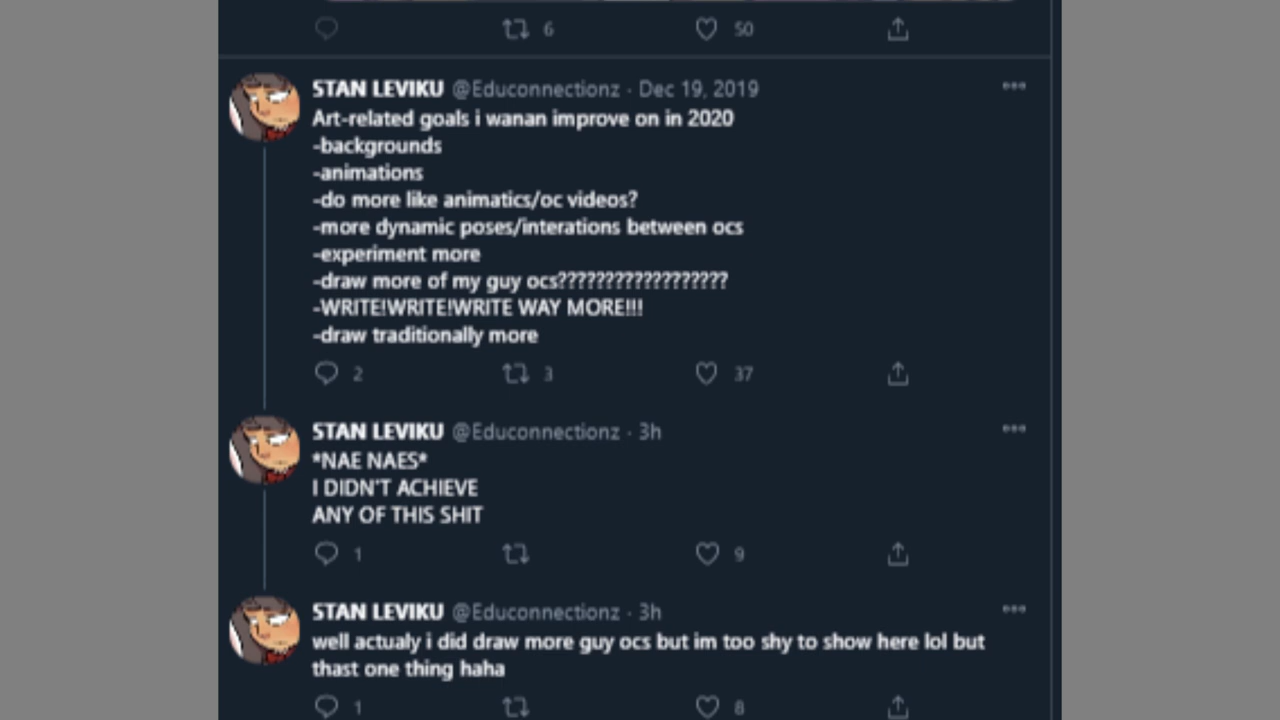 6 50
STAN LEVIKU @Educonnectionz · Dec 19, 2019
Art-related goals i wanan improve on in 2020
-backgrounds
-animations
-do more like animatics/oc videos?
-more dynamic poses/interations between ocs
-experiment more
-draw more of my guy ocs??????????????????
-WRITE!WRITE!WRITE WAY MORE!!!
-draw traditionally more
2 3 37
STAN LEVIKU @Educonnectionz · 3h
*NAE NAES*
I DIDN'T ACHIEVE
ANY OF THIS SHIT
1 9
STAN LEVIKU @Educonnectionz · 3h
well actualy i did draw more guy ocs but im too shy to show here lol but
thast one thing haha
1 8